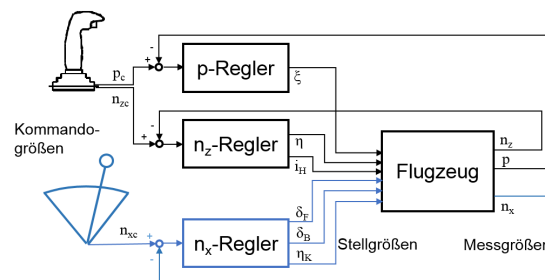 -
p-Regler
+
p_c
ξ
n_zc
-
Kommando-
größen
+
n_z-Regler
η
i_H
n_z
p
Flugzeug
n_x
δ_F
n_xc
+
n_x-Regler
δ_B
-
η_K
Stellgrößen
Messgrößen